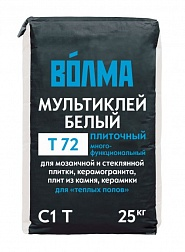 ВОЛМА
МУЛЬТИКЛЕЙ
БЕЛЫЙ
Т 72 ПЛИТОЧНЫЙ
МНОГО-
ФУНКЦИОНАЛЬНЫЙ
для мозаичной и стеклянной
плитки, керамогранита,
плит из камня, керамики
для «теплых полов»
С1 Т 25кг